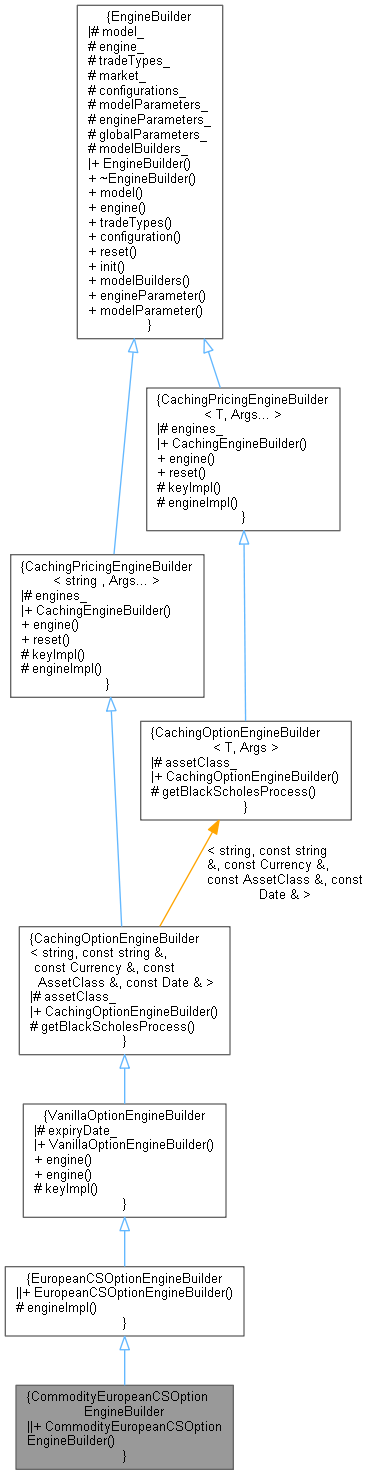 {EngineBuilder
|# model_
# engine_
# tradeTypes_
# market_
# configurations_
# modelParameters_
# engineParameters_
# globalParameters_
# modelBuilders_
|+ EngineBuilder()
+ ~EngineBuilder()
+ model()
+ engine()
+ tradeTypes()
+ configuration()
+ reset()
+ init()
+ modelBuilders()
+ engineParameter()
+ modelParameter()
}
{CachingPricingEngineBuilder
< T, Args... >
|# engines_
|+ CachingEngineBuilder()
+ engine()
+ reset()
# keyImpl()
# engineImpl()
}
{CachingPricingEngineBuilder
< string , Args... >
|# engines_
|+ CachingEngineBuilder()
+ engine()
+ reset()
# keyImpl()
# engineImpl()
}
{CachingOptionEngineBuilder
< T, Args >
|# assetClass_
|+ CachingOptionEngineBuilder()
# getBlackScholesProcess()
}
< string, const string
&, const Currency &,
const AssetClass &, const
Date & >
{CachingOptionEngineBuilder
< string, const string &,
const Currency &, const
AssetClass &, const Date & >
|# assetClass_
|+ CachingOptionEngineBuilder()
# getBlackScholesProcess()
}
{VanillaOptionEngineBuilder
|# expiryDate_
|+ VanillaOptionEngineBuilder()
+ engine()
+ engine()
# keyImpl()
}
{EuropeanCSOptionEngineBuilder
||+ EuropeanCSOptionEngineBuilder()
# engineImpl()
}
{CommodityEuropeanCSOption
EngineBuilder
||+ CommodityEuropeanCSOption
EngineBuilder()
}